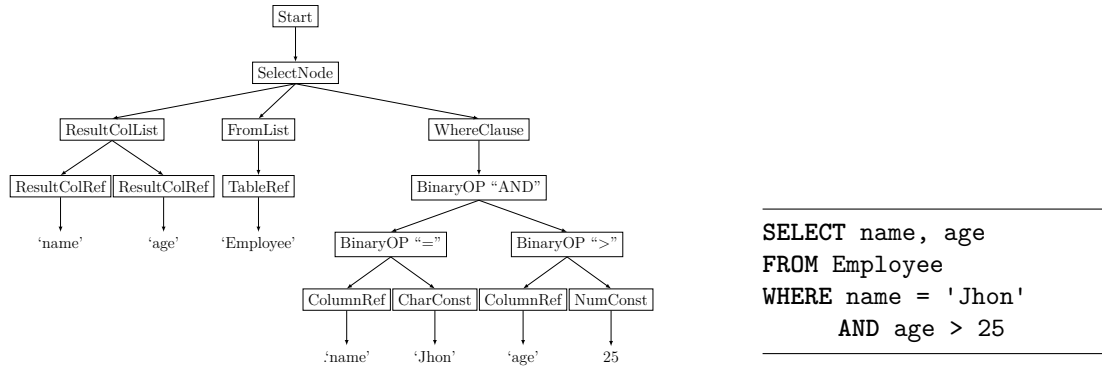 Start
SelectNode
ResultColList FromList WhereClause
ResultColRef ResultColRef TableRef BinaryOP “AND”
‘name’ ‘age’ ‘Employee’ BinaryOP “=” BinaryOP “>”
ColumnRef CharConst ColumnRef NumConst
.‘name’ ‘Jhon’ ‘age’ 25
SELECT name, age
FROM Employee
WHERE name = 'Jhon'
AND age > 25